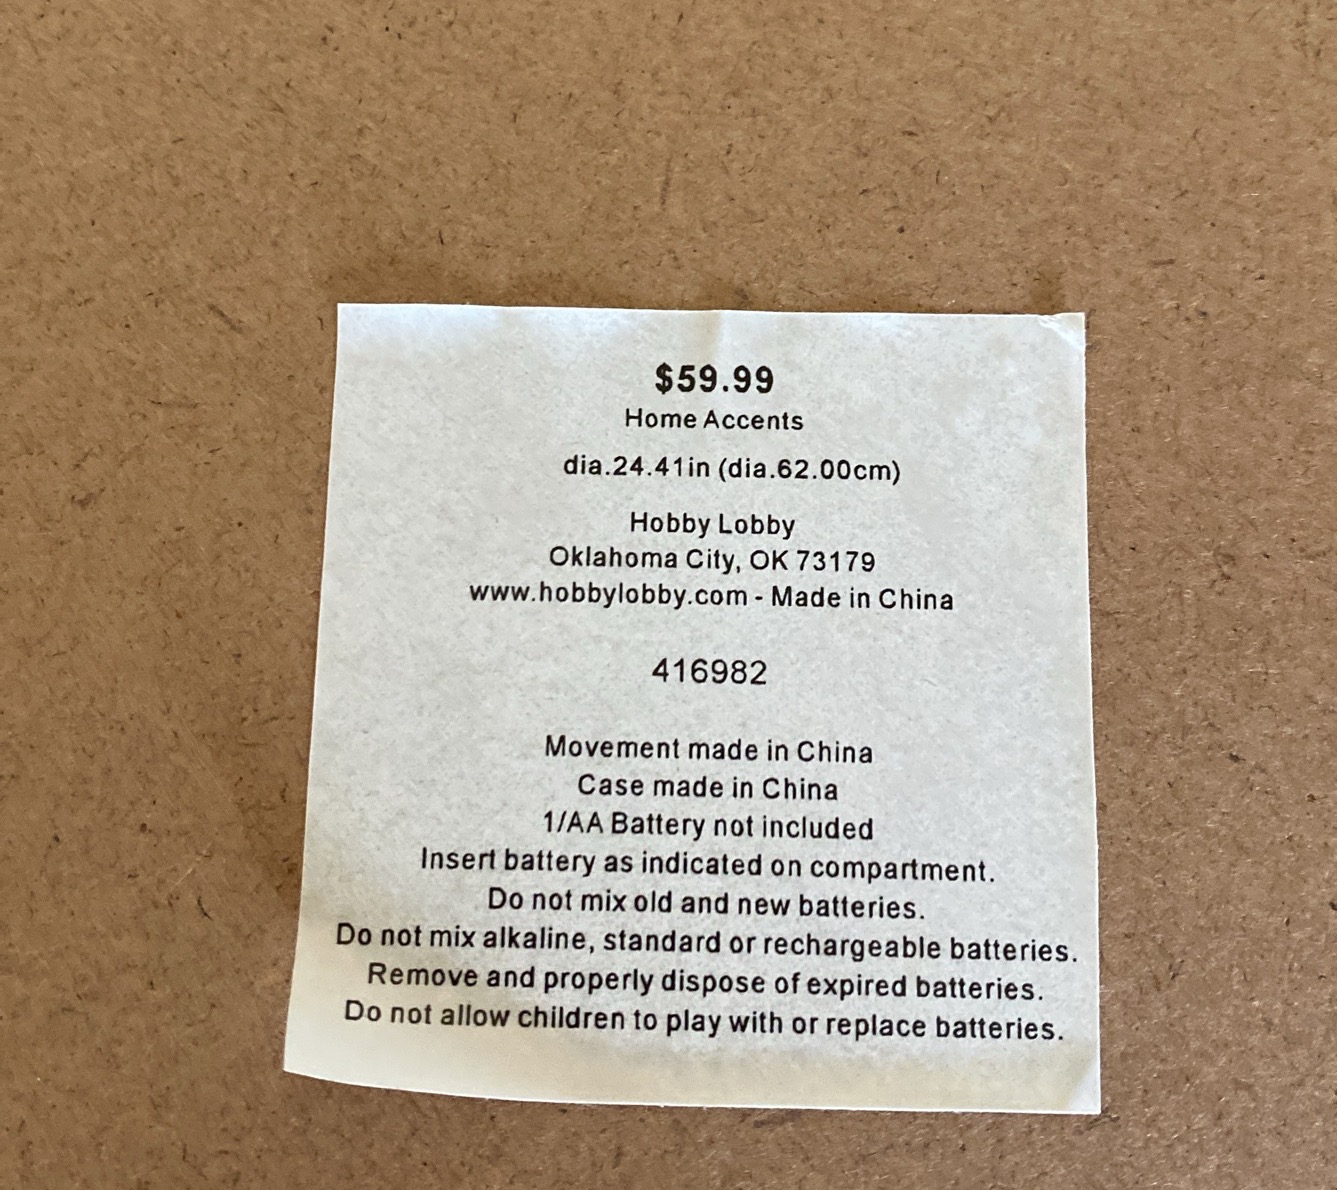 $59.99
Home Accents
dia.24.41in (dia.62.00cm)
Hobby Lobby
Oklahoma City, OK 73179
www.hobbylobby.com - Made in China
416982
Movement made in China
Case made in China
1/AA Battery not included
Insert battery as indicated on compartment.
Do not mix old and new batteries.
Do not mix alkaline, standard or rechargeable batteries.
Remove and properly dispose of expired batteries.
Do not allow children to play with or replace batteries.